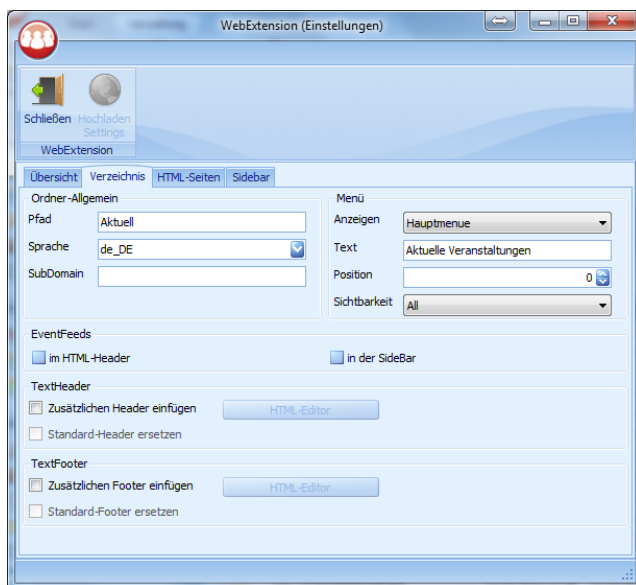 WebExtension (Einstellungen)
Schließen Hochladen
Settings
WebExtension
Übersicht Verzeichnis HTML-Seiten Sidebar
Ordner-Allgemein
Pfad Aktuell
Sprache de_DE
SubDomain
Menü
Anzeigen Hauptmenue
Text Aktuelle Veranstaltungen
Position 0
Sichtbarkeit All
EventFeeds
im HTML-Header in der SideBar
TextHeader
Zusätzlichen Header einfügen HTML-Editor
Standard-Header ersetzen
TextFooter
Zusätzlichen Footer einfügen HTML-Editor
Standard-Footer ersetzen